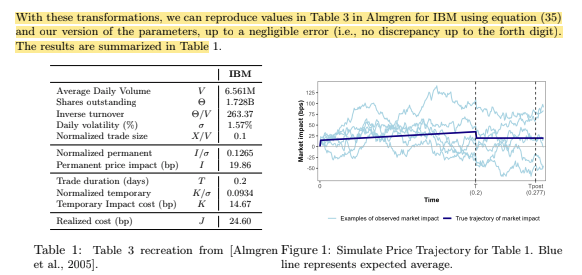 With these transformations, we can reproduce values in Table 3 in Almgren for IBM using equation (35)
and our version of the parameters, up to a negligible error (i.e., no discrepancy up to the forth digit).
The results are summarized in Table 1.
IBM
Average Daily Volume V 6.561M
Shares outstanding Θ 1.728B
Inverse turnover Θ/V 263.37
Daily volatility (%) σ 1.57%
Normalized trade size X/V 0.1
Normalized permanent I/σ 0.1265
Permanent price impact (bp) I 19.86
Trade duration (days) T 0.2
Normalized temporary K/σ 0.0934
Temporary Impact cost (bp) K 14.67
Realized cost (bp) J 24.60
Table 1: Table 3 recreation from [Almgren
et al., 2005].
Market impact (bps)
125
100
75
50
25
0
-25
-50
0
T
(0.2)
Tpost
(0.277)
Time
Examples of observed market impact
True trajectory of market impact
Figure 1: Simulate Price Trajectory for Table 1. Blue
line represents expected average.